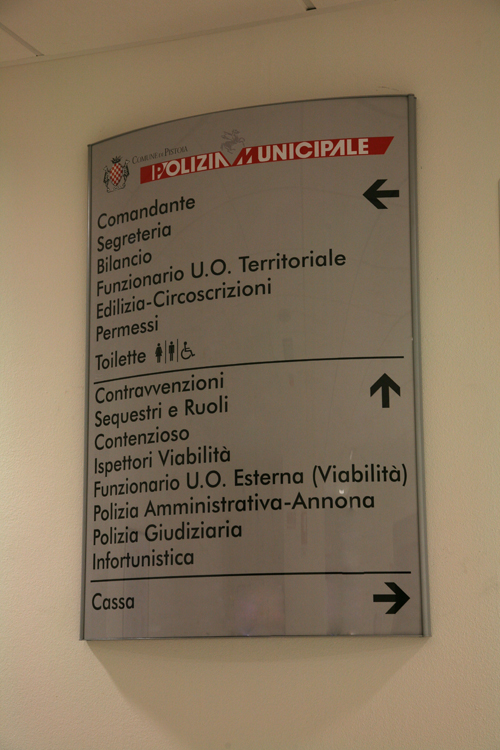 Comune di Pistoia
POLIZIA MUNICIPALE
Comandante
Segreteria
Bilancio
Funzionario U.O. Territoriale
Edilizia-Circoscrizioni
Permessi
Toilette
Contravvenzioni
Sequestri e Ruoli
Contenzioso
Ispettori Viabilità
Funzionario U.O. Esterna (Viabilità)
Polizia Amministrativa-Annona
Polizia Giudiziaria
Infortunistica
Cassa